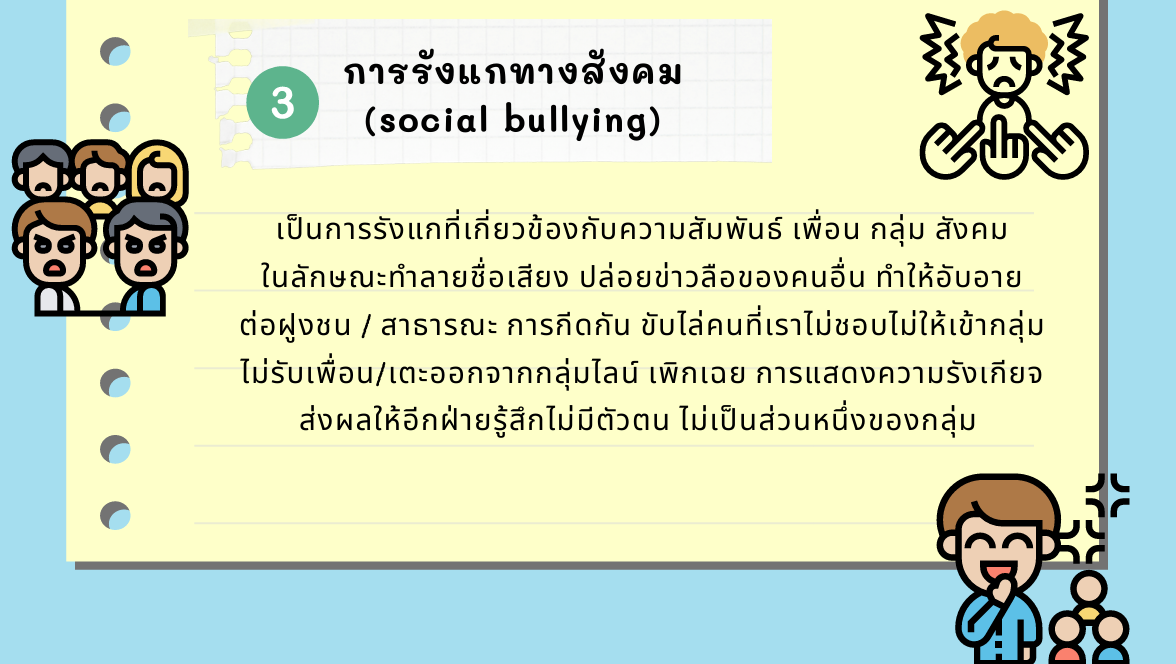 3
การรังแกทางสังคม
(social bullying)
เป็นการรังแกที่เกี่ยวข้องกับความสัมพันธ์ เพื่อน กลุ่ม สังคม
ในลักษณะทำลายชื่อเสียง ปล่อยข่าวลือของคนอื่น ทำให้อับอาย
ต่อฝูงชน / สาธารณะ การกีดกัน ขับไล่คนที่เราไม่ชอบไม่ให้เข้ากลุ่ม
ไม่รับเพื่อน/เตะออกจากกลุ่มไลน์ เพิกเฉย การแสดงความรังเกียจ
ส่งผลให้อีกฝ่ายรู้สึกไม่มีตัวตน ไม่เป็นส่วนหนึ่งของกลุ่ม